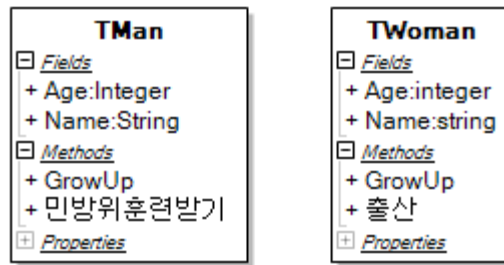 TMan
Fields
+ Age:Integer
+ Name:String
Methods
+ GrowUp
+ 민방위훈련받기
Properties
TWoman
Fields
+ Age:integer
+ Name:string
Methods
+ GrowUp
+ 출산
Properties